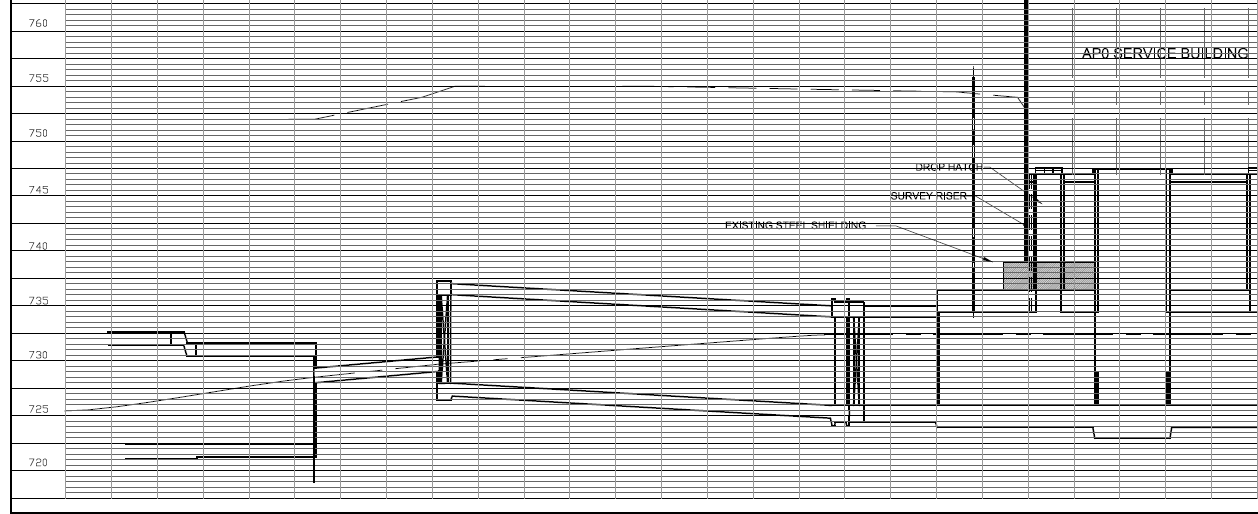 760
AP0 SERVICE BUILDING
755
750
DROP HATCH
745
SURVEY RISER
EXISTING STEEL SHIELDING
740
735
730
725
720